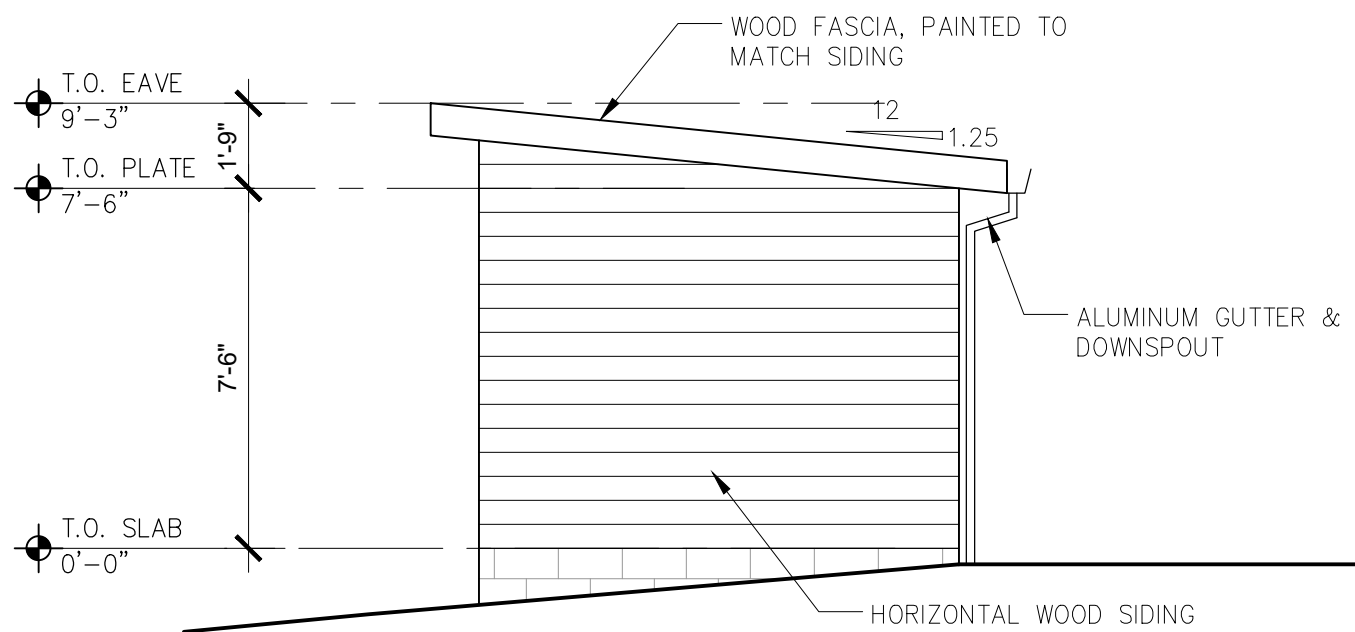 WOOD FASCIA, PAINTED TO
MATCH SIDING
T.O. EAVE
9'-3"
1'-9"
12
1.25
T.O. PLATE
7'-6"
7'-6"
ALUMINUM GUTTER &
DOWNSPOUT
T.O. SLAB
0'-0"
HORIZONTAL WOOD SIDING